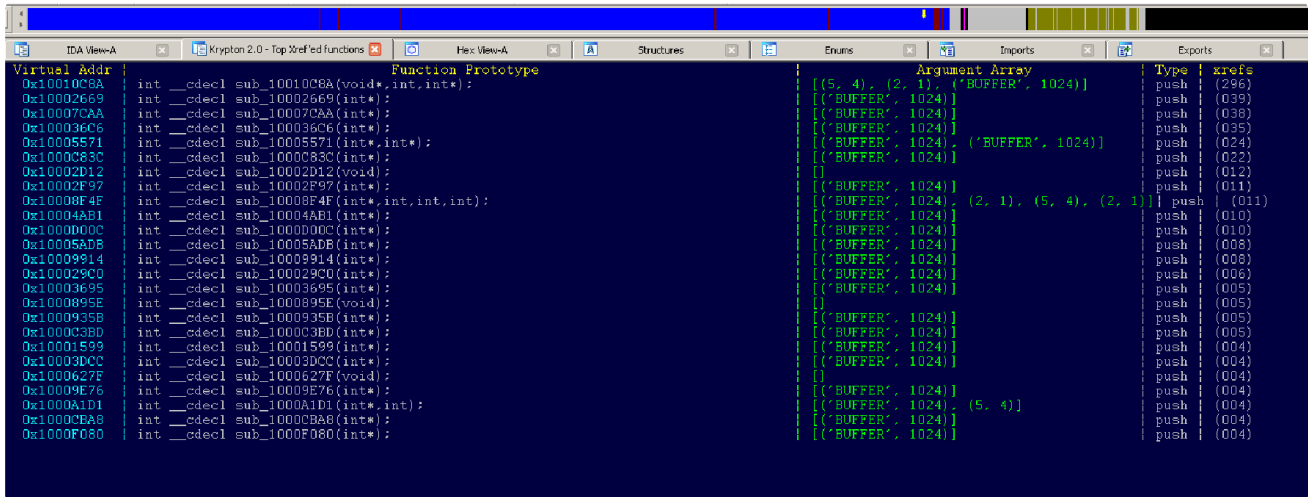 IDA View-A Krypton 2.0 - Top Xref'ed functions Hex View-A Structures Enums Imports Exports
Virtual Addr | Function Prototype | Argument Array | Type | xrefs
0x10010C8A | int __cdecl sub_10010C8A(void*,int,int*); | [(5, 4), (2, 1), ('BUFFER', 1024)] | push | (296)
0x10002669 | int __cdecl sub_10002669(int*); | [('BUFFER', 1024)] | push | (039)
0x10007CAA | int __cdecl sub_10007CAA(int*); | [('BUFFER', 1024)] | push | (038)
0x100036C6 | int __cdecl sub_100036C6(int*); | [('BUFFER', 1024)] | push | (035)
0x10005571 | int __cdecl sub_10005571(int*,int*); | [('BUFFER', 1024), ('BUFFER', 1024)] | push | (024)
0x1000C83C | int __cdecl sub_1000C83C(int*); | [('BUFFER', 1024)] | push | (022)
0x10002D12 | int __cdecl sub_10002D12(void); | [] | push | (012)
0x10002F97 | int __cdecl sub_10002F97(int*); | [('BUFFER', 1024)] | push | (011)
0x10008F4F | int __cdecl sub_10008F4F(int*,int,int,int); | [('BUFFER', 1024), (2, 1), (5, 4), (2, 1)] | push | (011)
0x10004AB1 | int __cdecl sub_10004AB1(int*); | [('BUFFER', 1024)] | push | (010)
0x1000D00C | int __cdecl sub_1000D00C(int*); | [('BUFFER', 1024)] | push | (010)
0x10005ADB | int __cdecl sub_10005ADB(int*); | [('BUFFER', 1024)] | push | (008)
0x10009914 | int __cdecl sub_10009914(int*); | [('BUFFER', 1024)] | push | (008)
0x100029C0 | int __cdecl sub_100029C0(int*); | [('BUFFER', 1024)] | push | (006)
0x10003695 | int __cdecl sub_10003695(int*); | [('BUFFER', 1024)] | push | (005)
0x1000895E | int __cdecl sub_1000895E(void); | [] | push | (005)
0x1000935B | int __cdecl sub_1000935B(int*); | [('BUFFER', 1024)] | push | (005)
0x1000C3BD | int __cdecl sub_1000C3BD(int*); | [('BUFFER', 1024)] | push | (005)
0x10001599 | int __cdecl sub_10001599(int*); | [('BUFFER', 1024)] | push | (004)
0x10003DCC | int __cdecl sub_10003DCC(int*); | [('BUFFER', 1024)] | push | (004)
0x1000627F | int __cdecl sub_1000627F(void); | [] | push | (004)
0x10009E76 | int __cdecl sub_10009E76(int*); | [('BUFFER', 1024)] | push | (004)
0x1000A1D1 | int __cdecl sub_1000A1D1(int*,int); | [('BUFFER', 1024), (5, 4)] | push | (004)
0x1000CBA8 | int __cdecl sub_1000CBA8(int*); | [('BUFFER', 1024)] | push | (004)
0x1000F080 | int __cdecl sub_1000F080(int*); | [('BUFFER', 1024)] | push | (004)